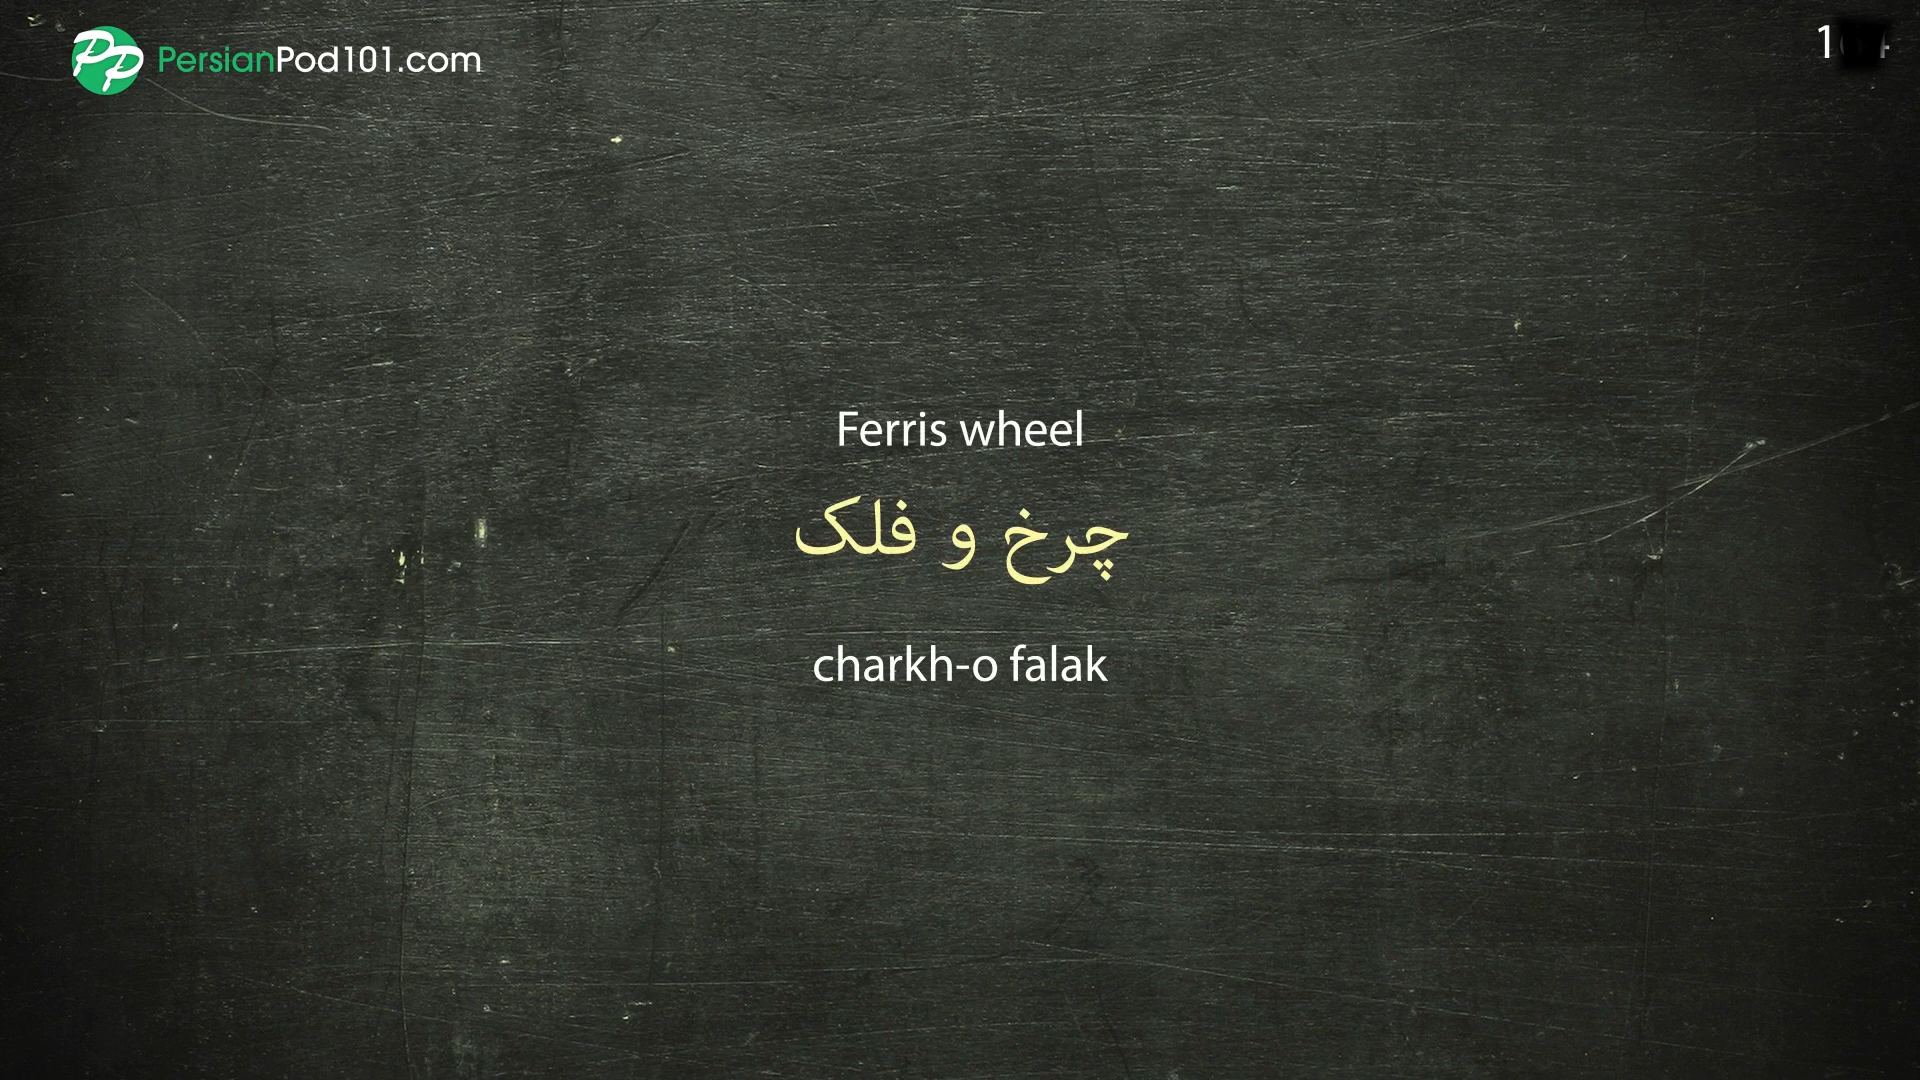 PersianPod101.com
Ferris wheel
چرخ و فلک
charkh-o falak